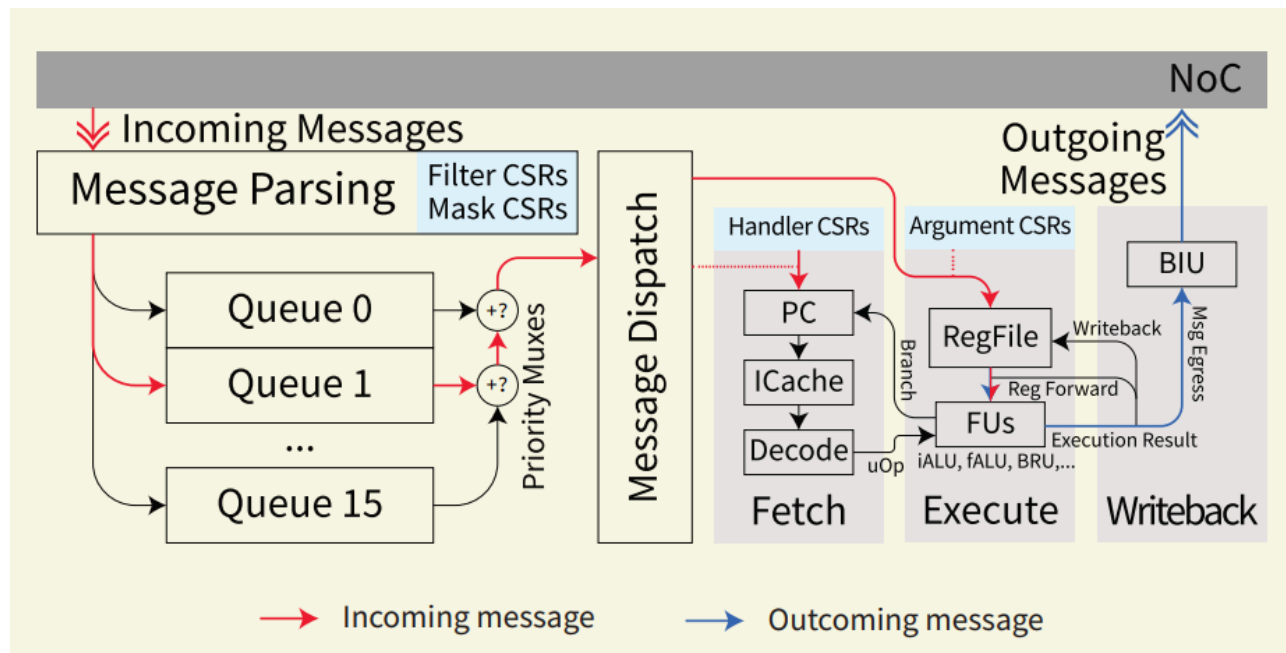 NoC
Incoming Messages
Outgoing
Messages
Message Parsing
Filter CSRs
Mask CSRs
Queue 0
Queue 1
...
Queue 15
+?
+?
Priority Muxes
Message Dispatch
Handler CSRs
PC
ICache
Decode
Fetch
Branch
uOp
Argument CSRs
RegFile
Reg Forward
FUs
iALU, fALU, BRU,...
Execute
Writeback
Execution Result
BIU
Msg Egress
Writeback
Incoming message
Outcoming message